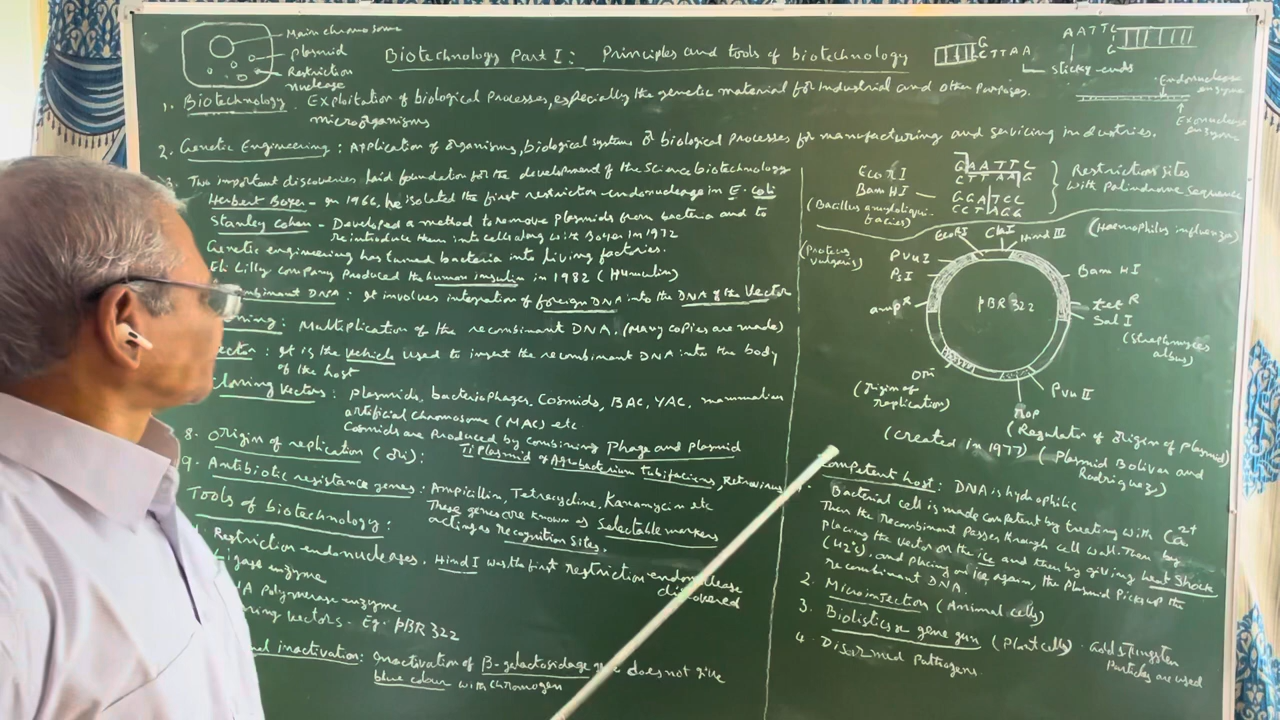 Main chromosome
plasmid
Restriction
nuclease
Biotechnology Part I: Principles and tools of biotechnology
G
CTTAA
AATTC
G
sticky-ends
Endonuclease
enzyme
Exonuclease
enzyme
1. Biotechnology. Exploitation of biological processes, especially the genetic material for Industrial and other purposes.
microorganisms
2. Genetic Engineering: Application of organisms, biological systems or biological processes for manufacturing and servicing industries.
3. Two important discoveries laid foundation for the development of the Science biotechnology
Herbert Boyer - In 1966, he isolated the first restriction-endonuclease in E. coli
Stanley Cohen - Developed a method to remove plasmids from bacteria and to
reintroduce them into cells along with Boyer in 1972
Genetic engineering has turned bacteria into living factories.
Eli Lilly company produced the human insulin in 1982 (Humulin)
DNA: It involves integration of foreign DNA into the DNA of the Vector
Multiplication of the recombinant DNA. (Many copies are made)
It is the vehicle used to insert the recombinant DNA into the body
of the host
Cloning Vectors: Plasmids, bacteriophages, Cosmids, BAC, YAC, mammalian
artificial chromosome (MAC) etc
Cosmids are produced by combining Phage and plasmid
8. Origin of replication (ori): Ti Plasmid of Agrobacterium tubifaciens, Retrovirus
9. Antibiotic resistance genes: Ampicillin, Tetracycline, Kanamycin etc
These genes are known as Selectable markers
acting as Recognition Sites.
Tools of biotechnology:
Restriction endonucleases. Hind I was the first restriction endonuclease
discovered
Ligase enzyme
DNA Polymerase enzyme
vectors - Eg: pBR 322
inactivation: Inactivation of β-galactosidase does not give
blue colour with chromogen
EcoRI
GAATTC
CTTAAG
BamHI
GGATCC
CCTAGG
(Bacillus amyloliqui-
facies)
Restriction sites
with Palindrome sequence
(Proteus
vulgaris)
EcoRI
ClaI
Hind III
(Haemophilus influenzae)
PvuI
PsI
ampR
pBR 322
Bam HI
tetR
Sal I
albus)
ori
(Origin of
replication)
PvuII
Rop
(Regulator of origin of plasmid)
(created in 1977) (Plasmid Boliver and
Rodriguez)
Competent host: DNA is hydrophilic
Bacterial cell is made competent by treating with Ca2+
Then the recombinant passes through cell wall. Then by
placing the vector on the ice and then by giving heat shock
(42°c) and placing on ice again, the plasmid picks up the
recombinant DNA.
2. Microinjection (Animal cells)
3. Biolistics or gene gun (Plant cells). Gold & Tungsten
Particles are used
4. Disarmed Pathogens.